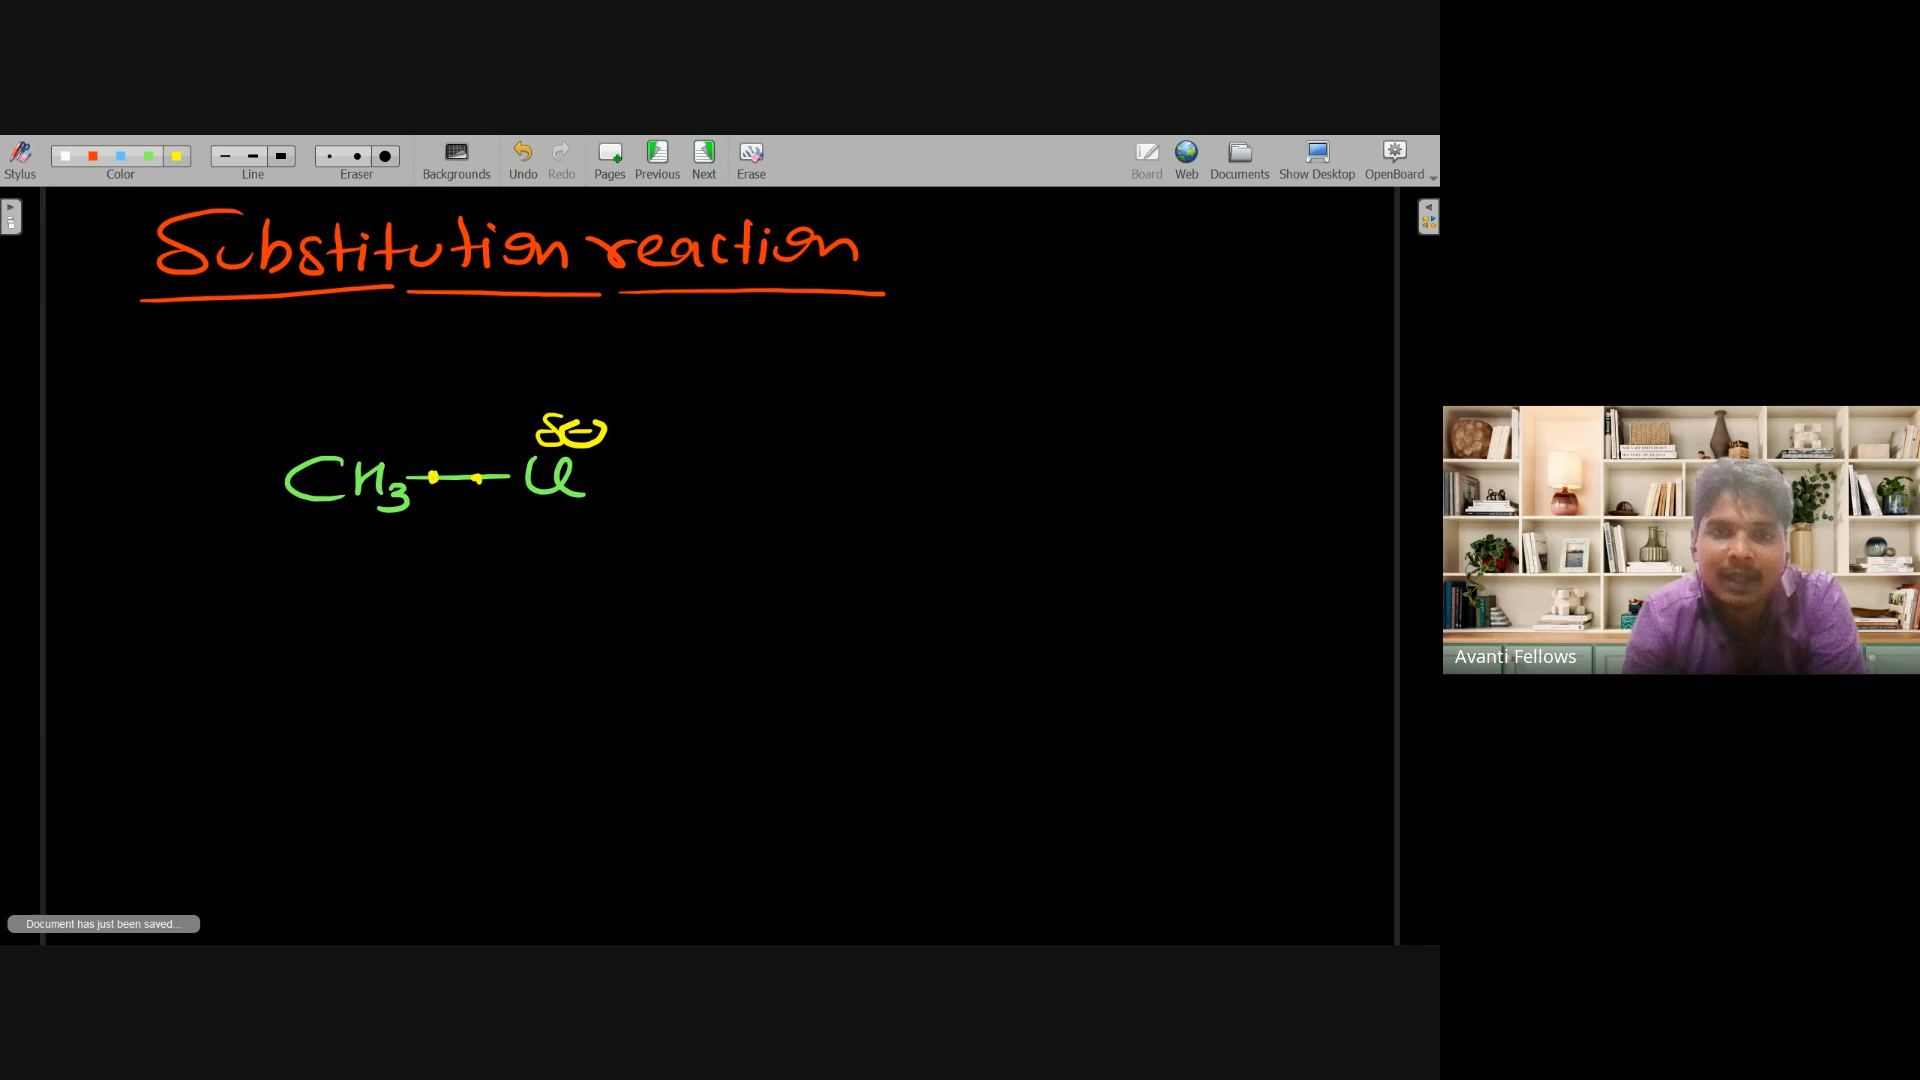 Stylus Color Line Eraser Backgrounds Undo Redo Pages Previous Next Erase Board Web Documents Show Desktop OpenBoard
Substitution reaction
δ⊖
CH₃—Cl
Avanti Fellows
Document has just been saved...